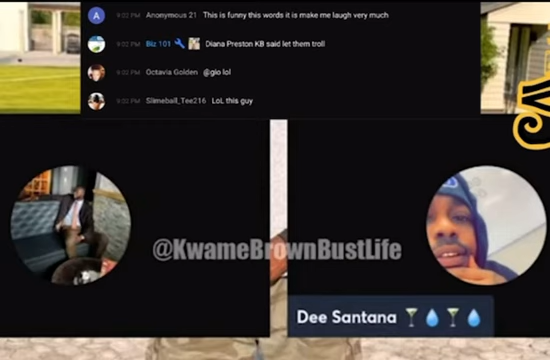 A 9:02 PM Anonymous 21 This is funny this words it is make me laugh very much
9:02 PM Biz 101 Diana Preston KB said let them troll
9:02 PM Octavia Golden @gio lol
9:02 PM Slimeball_Tee216 LoL this guy
@KwameBrownBustLife
Dee Santana